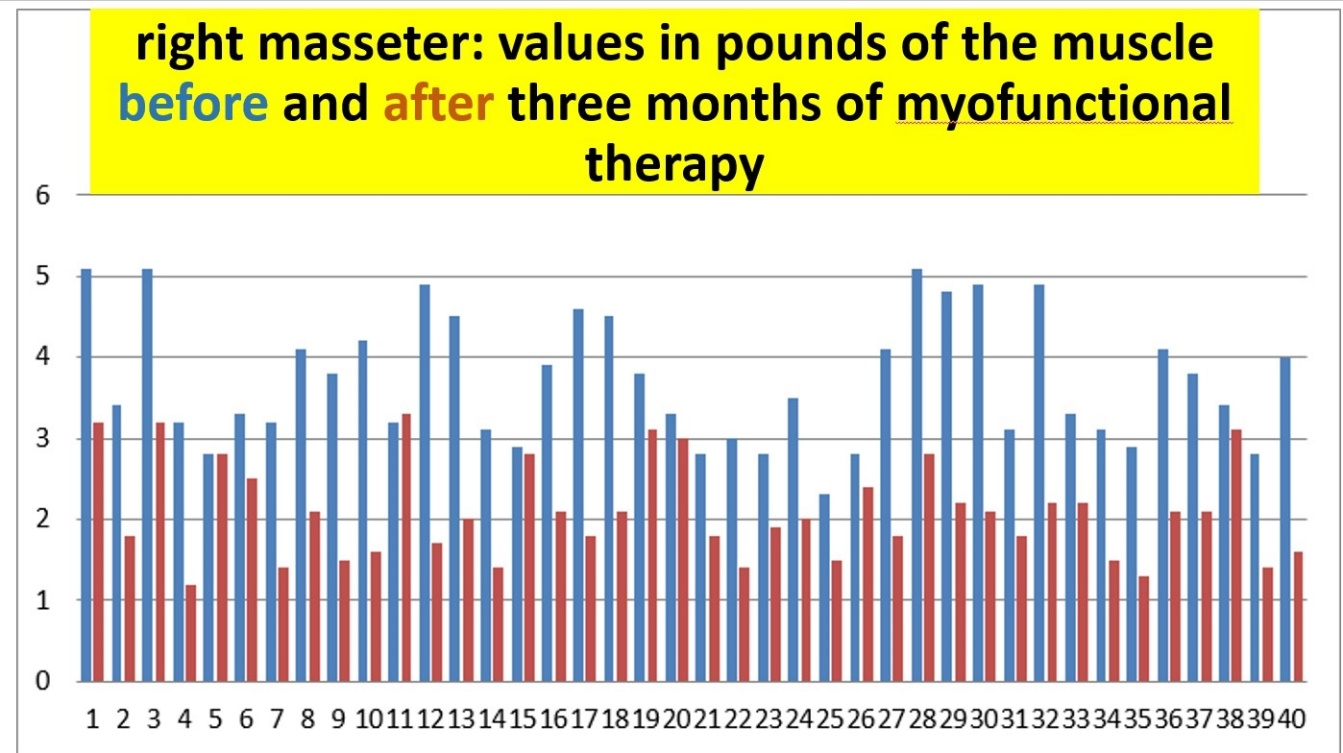 right masseter: values in pounds of the muscle
before and after three months of myofunctional
therapy
6
5
4
3
2
1
0
1 2 3 4 5 6 7 8 9 10 11 12 13 14 15 16 17 18 19 20 21 22 23 24 25 26 27 28 29 30 31 32 33 34 35 36 37 38 39 40